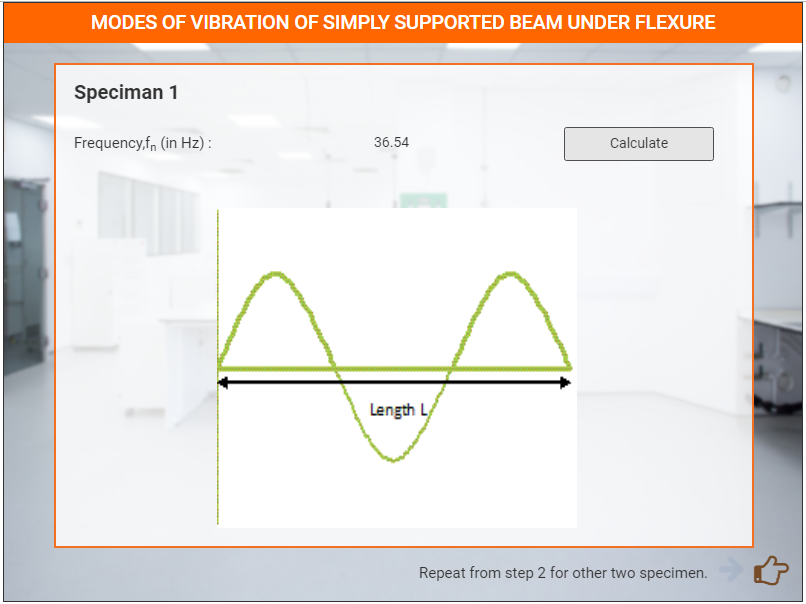 MODES OF VIBRATION OF SIMPLY SUPPORTED BEAM UNDER FLEXURE
Speciman 1
Frequency,fn (in Hz) : 36.54 Calculate
Length L
Repeat from step 2 for other two specimen.